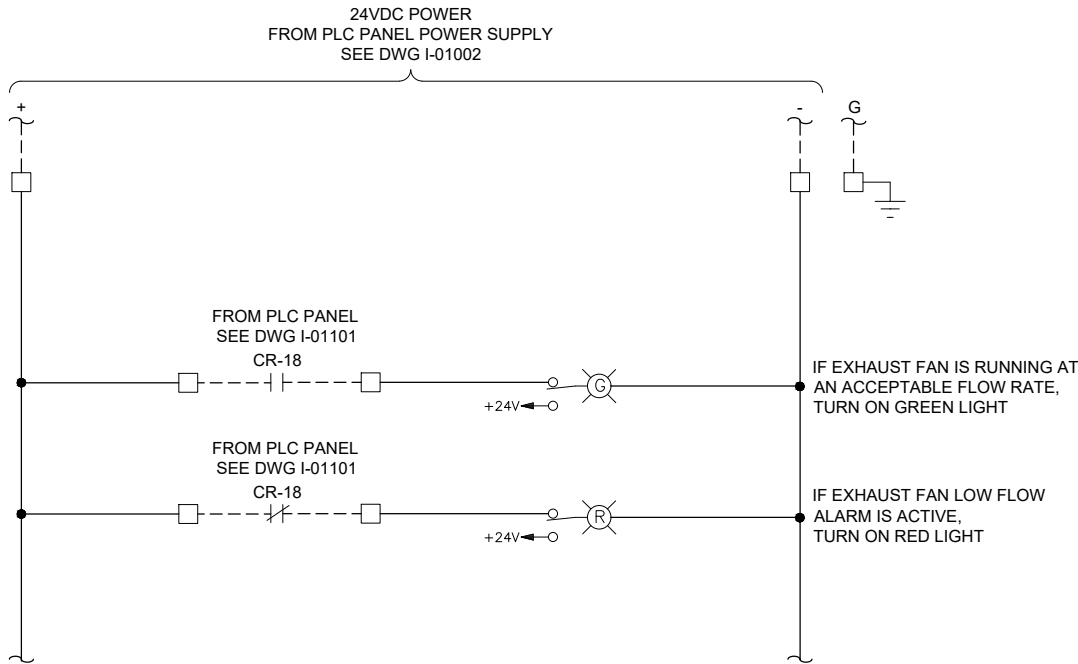 24VDC POWER
FROM PLC PANEL POWER SUPPLY
SEE DWG I-01002
+
-
G
FROM PLC PANEL
SEE DWG I-01101
CR-18
G
+24V
IF EXHAUST FAN IS RUNNING AT
AN ACCEPTABLE FLOW RATE,
TURN ON GREEN LIGHT
FROM PLC PANEL
SEE DWG I-01101
CR-18
R
+24V
IF EXHAUST FAN LOW FLOW
ALARM IS ACTIVE,
TURN ON RED LIGHT